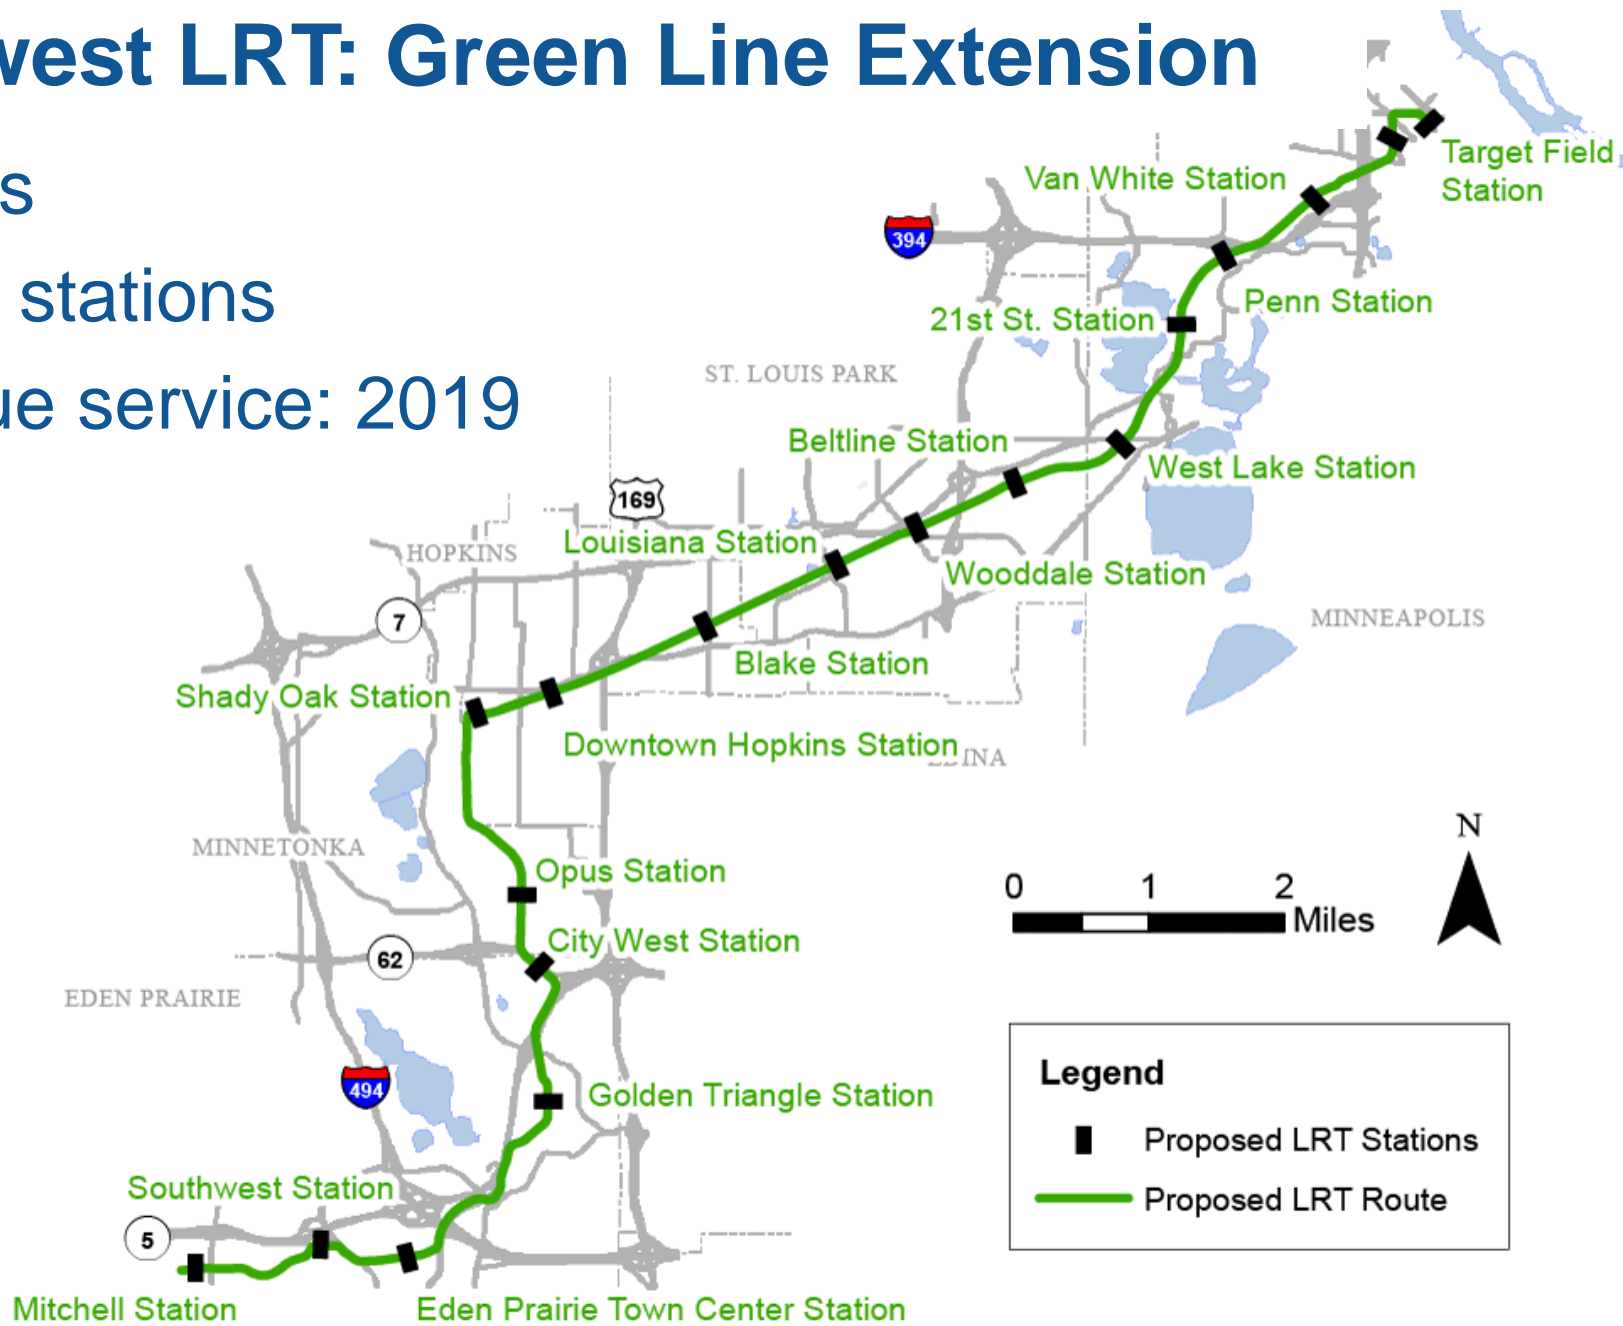 west LRT: Green Line Extension
s
stations
ue service: 2019
Target Field
Station
Van White Station
394
Penn Station
21st St. Station
ST. LOUIS PARK
Beltline Station
West Lake Station
169
Louisiana Station
HOPKINS
Wooddale Station
7
MINNEAPOLIS
Blake Station
Shady Oak Station
Downtown Hopkins Station
EDINA
MINNETONKA
Opus Station
City West Station
62
EDEN PRAIRIE
494
Golden Triangle Station
Southwest Station
5
Mitchell Station
Eden Prairie Town Center Station
N
0 1 2
Miles
Legend
Proposed LRT Stations
Proposed LRT Route